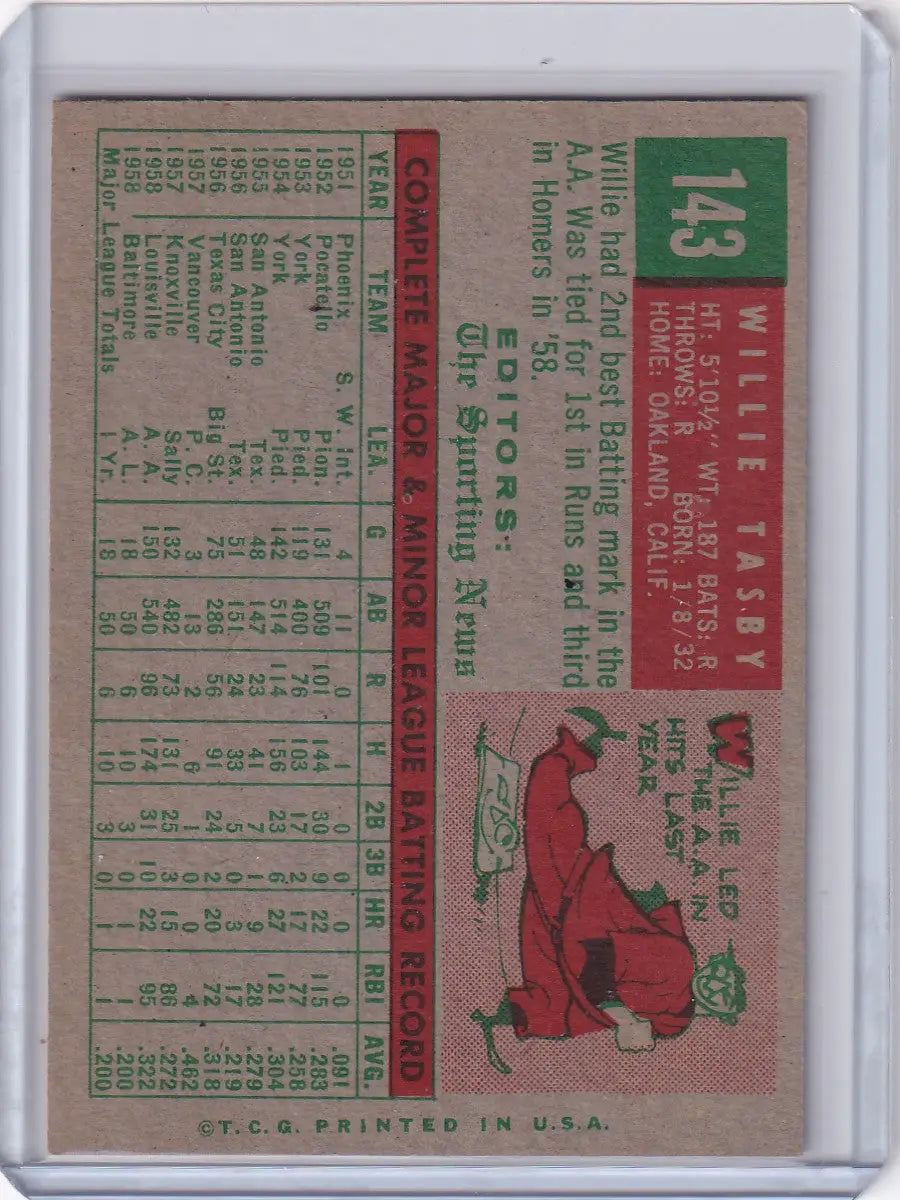 143
WILLIE TASBY
HT: 5'10½" WT: 187 BATS: R
THROWS: R BORN: 1/8/32
HOME: OAKLAND, CALIF.
Willie had 2nd best Batting mark in the
A.A. Was tied for 1st in Runs and third
in Homers in '58.
EDITORS:
The Sporting News
WILLIE LED
THE A.A. IN
HITS LAST
YEAR
COMPLETE MAJOR & MINOR LEAGUE BATTING RECORD
YEAR TEAM LEA. G AB R H 2B 3B HR RBI AVG.
1951 Phoenix S. W. Int. 4 11 0 1 0 0 0 0 .091
1952 Pocatello Pion. 131 509 101 144 30 9 22 115 .283
1953 York Pied. 119 400 76 103 17 2 17 77 .258
1954 York Pied. 142 514 114 156 23 6 27 121 .304
1955 San Antonio Tex. 48 147 23 41 7 1 9 28 .279
1956 San Antonio Tex. 51 151 24 33 5 0 3 17 .219
1956 Texas City Big St. 75 286 56 91 24 2 20 72 .318
1957 Vancouver P. C. 3 13 2 6 1 0 0 4 .462
1957 Knoxville Sally 132 482 73 131 25 3 15 86 .272
1958 Louisville A. A. 150 540 96 174 31 10 22 95 .322
1958 Baltimore A. L. 18 50 6 10 3 0 1 1 .200
Major League Totals 1 Yr. 18 50 6 10 3 0 1 1 .200
©T.C.G. PRINTED IN U.S.A.